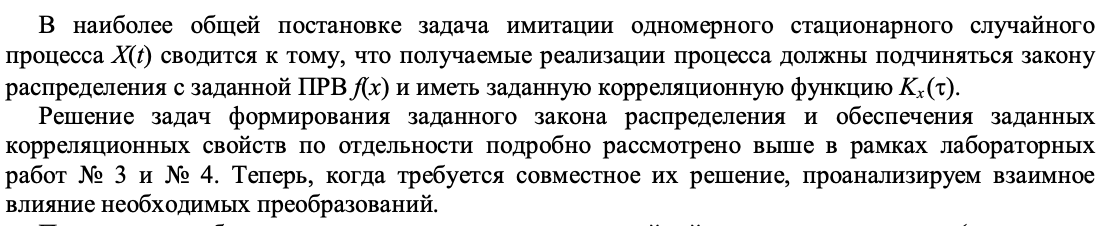 В наиболее общей постановке задача имитации одномерного стационарного случайного
процесса X(t) сводится к тому, что получаемые реализации процесса должны подчиняться закону
распределения с заданной ПРВ f(x) и иметь заданную корреляционную функцию Kₓ(τ).
Решение задач формирования заданного закона распределения и обеспечения заданных
корреляционных свойств по отдельности подробно рассмотрено выше в рамках лабораторных
работ № 3 и № 4. Теперь, когда требуется совместное их решение, проанализируем взаимное
влияние необходимых преобразований.